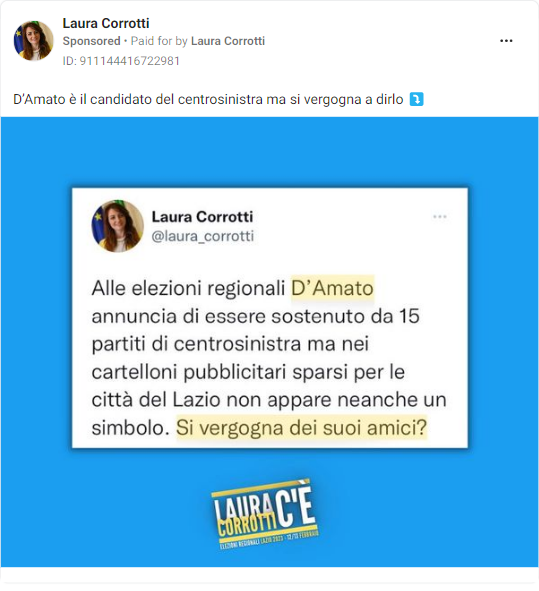 Laura Corrotti
Sponsored • Paid for by Laura Corrotti
ID: 911144416722981
D'Amato è il candidato del centrosinistra ma si vergogna a dirlo ⤵️
Laura Corrotti
@laura_corrotti
Alle elezioni regionali D'Amato
annuncia di essere sostenuto da 15
partiti di centrosinistra ma nei
cartelloni pubblicitari sparsi per le
città del Lazio non appare neanche un
simbolo. Si vergogna dei suoi amici?
LAURA
CORROTTI C'È
ELEZIONI REGIONALI LAZIO 2023 - 12/13 FEBBRAIO